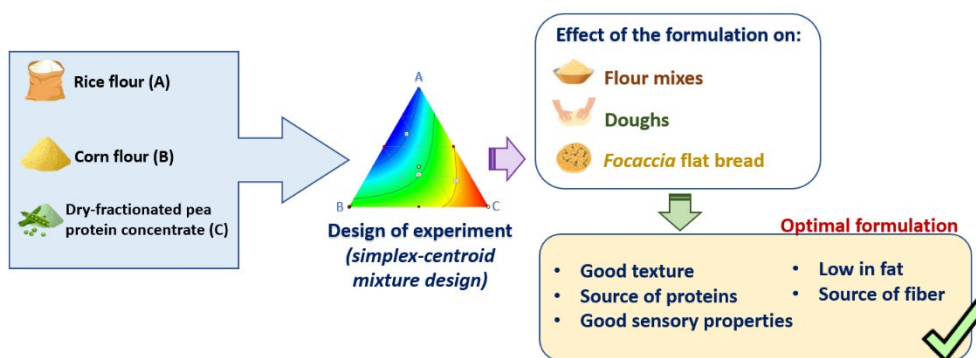 Rice flour (A)
Corn flour (B)
Dry-fractionated pea
protein concentrate (C)
A
B
C
Design of experiment
(simplex-centroid
mixture design)
Effect of the formulation on:
Flour mixes
Doughs
Focaccia flat bread
Optimal formulation
• Good texture
• Source of proteins
• Good sensory properties
• Low in fat
• Source of fiber